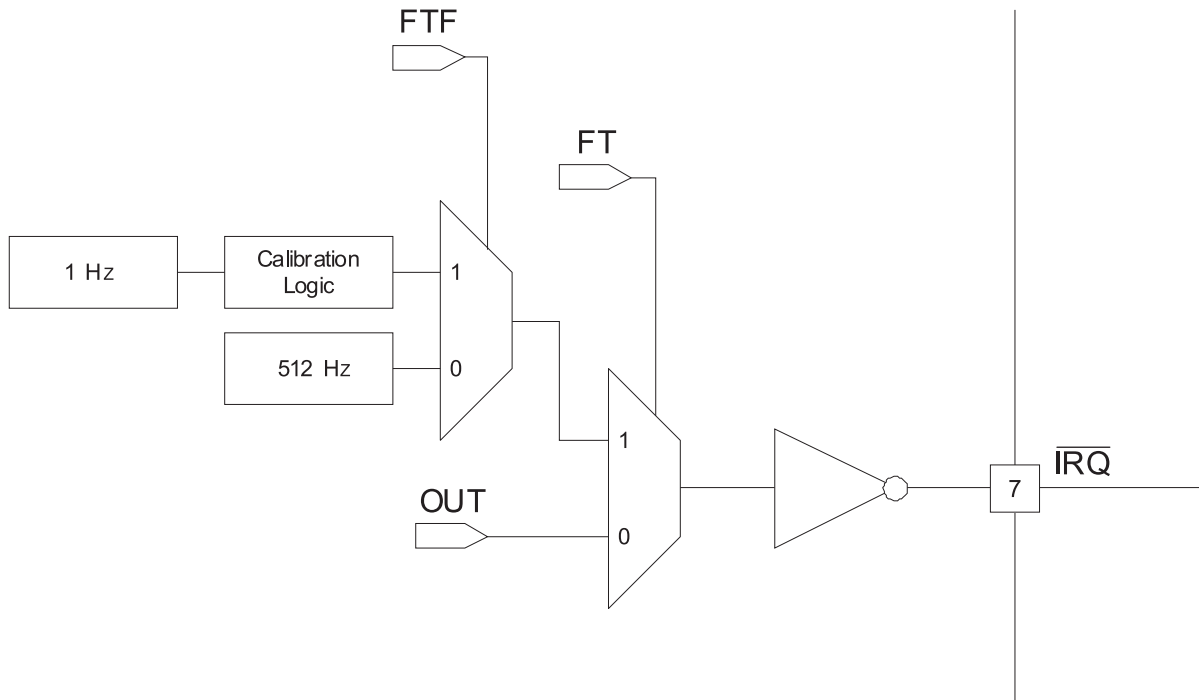 FTF
FT
1 Hz
Calibration
Logic
1
512 Hz
0
1
IRQ
7
OUT
0